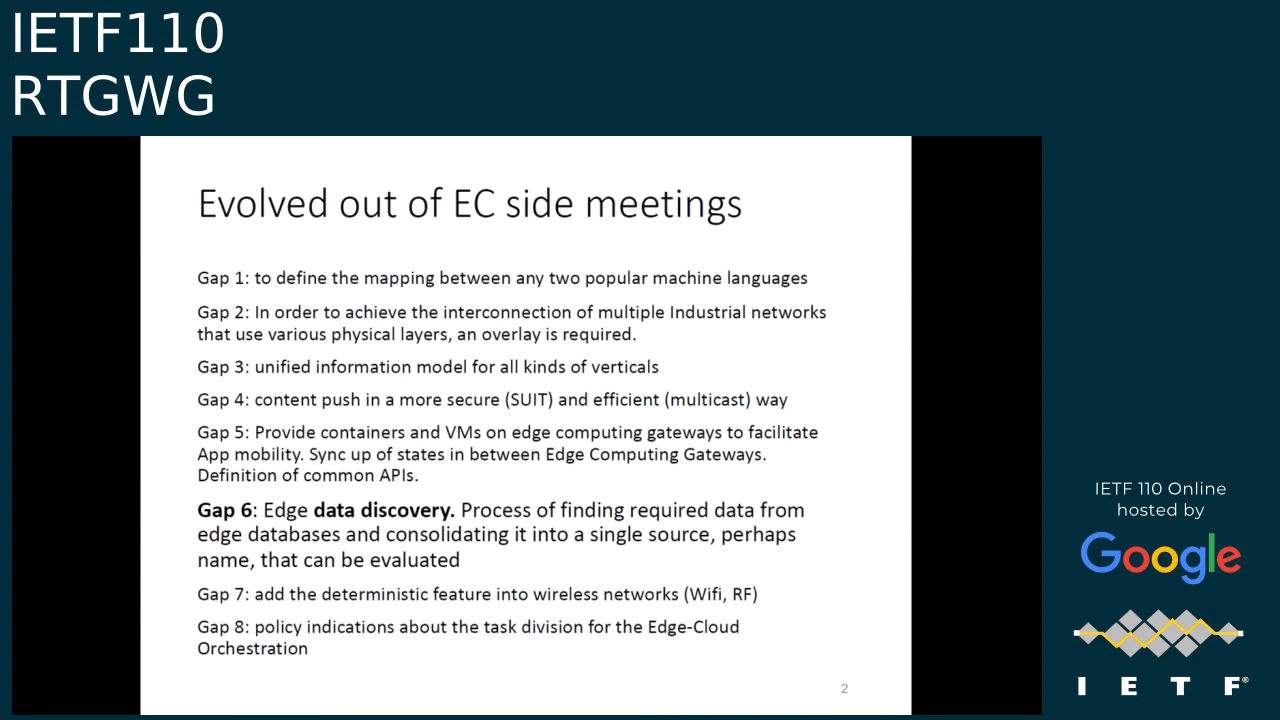 IETF110
RTGWG
Evolved out of EC side meetings
Gap 1: to define the mapping between any two popular machine languages
Gap 2: In order to achieve the interconnection of multiple Industrial networks
that use various physical layers, an overlay is required.
Gap 3: unified information model for all kinds of verticals
Gap 4: content push in a more secure (SUIT) and efficient (multicast) way
Gap 5: Provide containers and VMs on edge computing gateways to facilitate
App mobility. Sync up of states in between Edge Computing Gateways.
Definition of common APIs.
Gap 6: Edge data discovery. Process of finding required data from
edge databases and consolidating it into a single source, perhaps
name, that can be evaluated
Gap 7: add the deterministic feature into wireless networks (Wifi, RF)
Gap 8: policy indications about the task division for the Edge-Cloud
Orchestration
2
IETF 110 Online
hosted by
Google
I E T F®